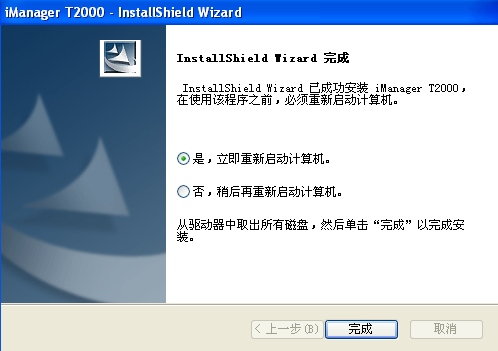 iManager T2000 - InstallShield Wizard
InstallShield Wizard 完成
InstallShield Wizard 已成功安装 iManager T2000，
在使用该程序之前，必须重新启动计算机。
是，立即重新启动计算机。
否，稍后再重新启动计算机。
从驱动器中取出所有磁盘，然后单击“完成”以完成安
装。
< 上一步(B) 完成 取消